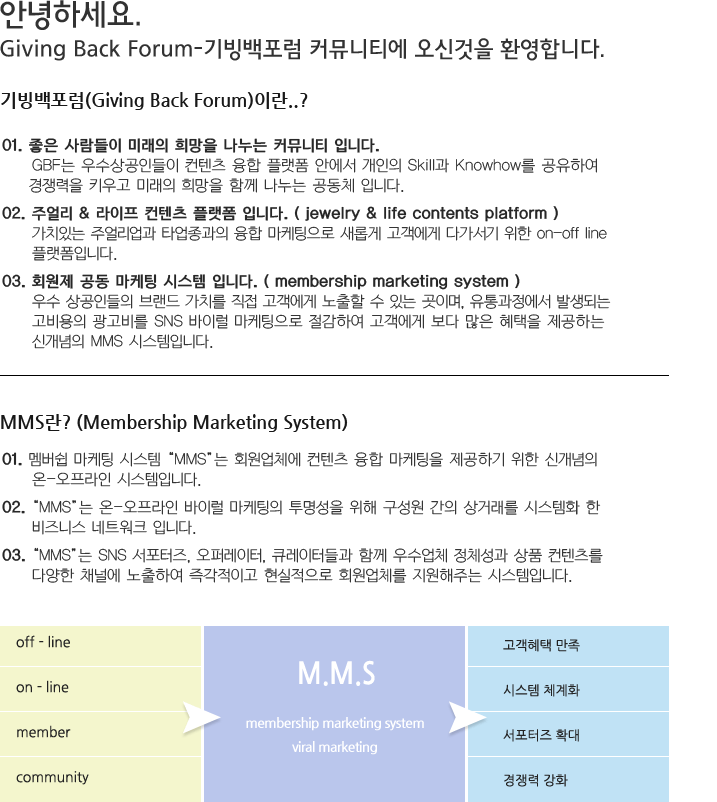 안녕하세요.
Giving Back Forum-기빙백포럼 커뮤니티에 오신것을 환영합니다.
기빙백포럼(Giving Back Forum)이란..?
01. 좋은 사람들이 미래의 희망을 나누는 커뮤니티 입니다.
GBF는 우수상공인들이 컨텐츠 융합 플랫폼 안에서 개인의 Skill과 Knowhow를 공유하여
경쟁력을 키우고 미래의 희망을 함께 나누는 공동체 입니다.
02. 주얼리 & 라이프 컨텐츠 플랫폼 입니다. ( jewelry & life contents platform )
가치있는 주얼리업과 타업종과의 융합 마케팅으로 새롭게 고객에게 다가서기 위한 on-off line
플랫폼입니다.
03. 회원제 공동 마케팅 시스템 입니다. ( membership marketing system )
우수 상공인들의 브랜드 가치를 직접 고객에게 노출할 수 있는 곳이며, 유통과정에서 발생되는
고비용의 광고비를 SNS 바이럴 마케팅으로 절감하여 고객에게 보다 많은 혜택을 제공하는
신개념의 MMS 시스템입니다.
MMS란? (Membership Marketing System)
01. 멤버쉽 마케팅 시스템 “MMS”는 회원업체에 컨텐츠 융합 마케팅을 제공하기 위한 신개념의
온-오프라인 시스템입니다.
02. “MMS”는 온-오프라인 바이럴 마케팅의 투명성을 위해 구성원 간의 상거래를 시스템화 한
비즈니스 네트워크 입니다.
03. “MMS”는 SNS 서포터즈, 오퍼레이터, 큐레이터들과 함께 우수업체 정체성과 상품 컨텐츠를
다양한 채널에 노출하여 즉각적이고 현실적으로 회원업체를 지원해주는 시스템입니다.
off - line
on - line
member
community
M.M.S
membership marketing system
viral marketing
고객혜택 만족
시스템 체계화
서포터즈 확대
경쟁력 강화